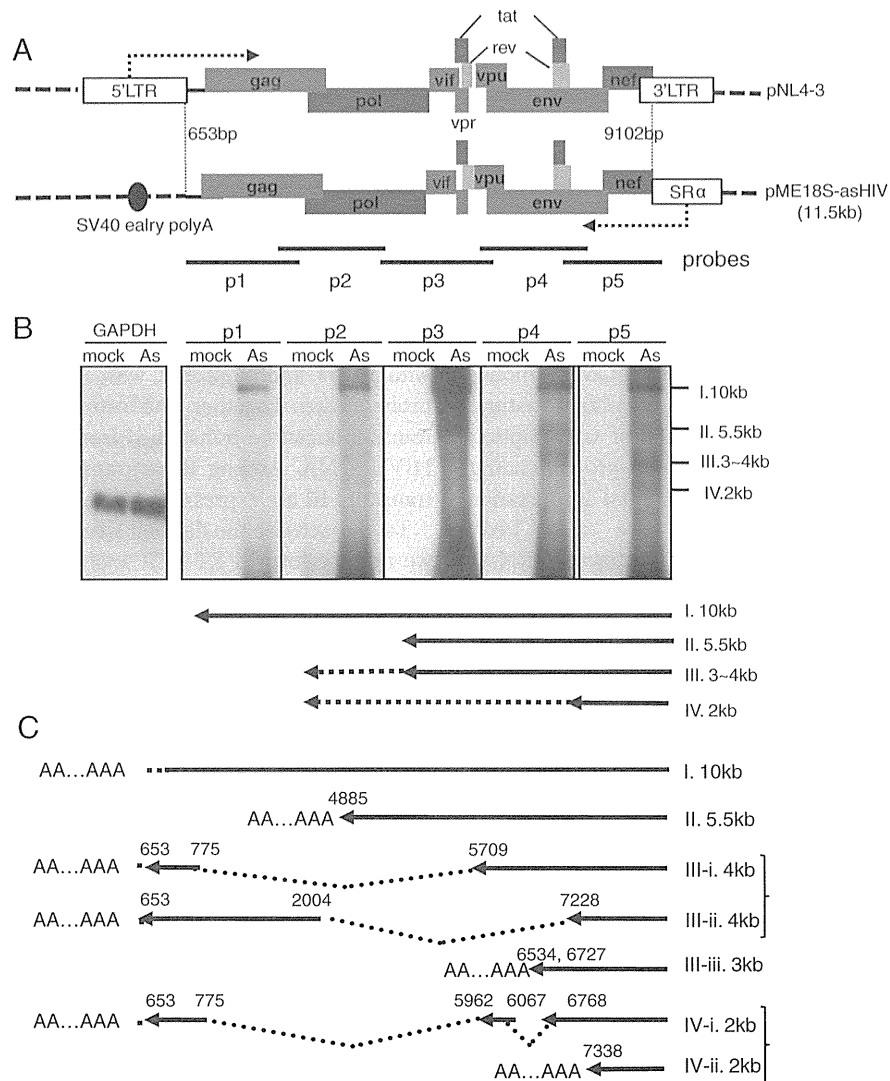 A
tat
rev
5'LTR
gag
pol
vif
vpr
vpu
env
nef
3'LTR
pNL4-3
653bp
9102bp
gag
pol
vif
vpu
env
nef
SRα
pME18S-asHIV
(11.5kb)
SV40 ealry polyA
probes
p1
p2
p3
p4
p5
B
GAPDH
p1
p2
p3
p4
p5
mock As
mock As
mock As
mock As
mock As
mock As
I.10kb
II. 5.5kb
III.3~4kb
IV.2kb
I. 10kb
II. 5.5kb
III. 3~4kb
IV. 2kb
C
AA...AAA
I. 10kb
4885
AA...AAA
II. 5.5kb
653 775 5709
AA...AAA
III-i. 4kb
653 2004 7228
AA...AAA
III-ii. 4kb
6534, 6727
AA...AAA
III-iii. 3kb
653 775 5962 6067 6768
AA...AAA
IV-i. 2kb
7338
AA...AAA
IV-ii. 2kb